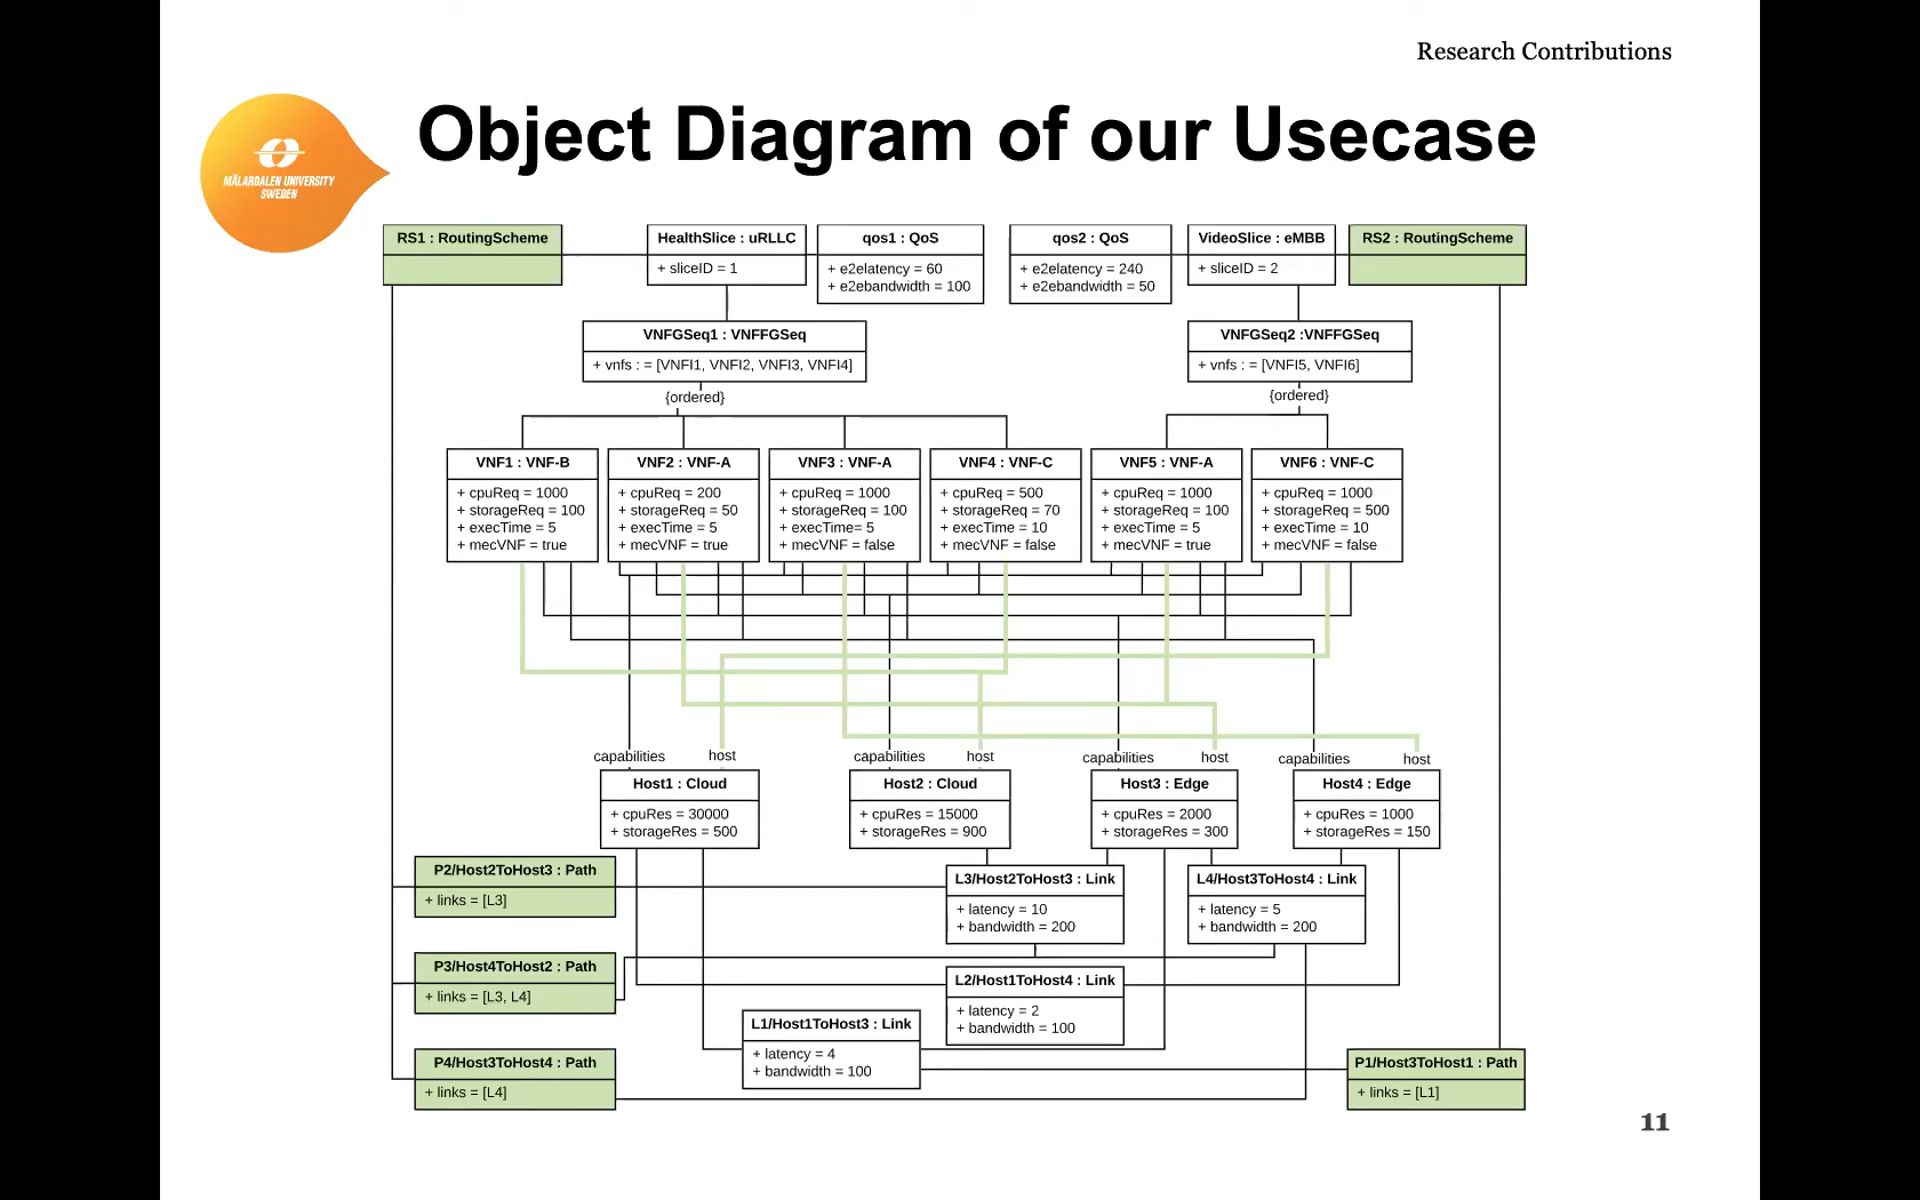 Research Contributions
MÄLARDALEN UNIVERSITY
SWEDEN
Object Diagram of our Usecase
RS1 : RoutingScheme
HealthSlice : uRLLC
+ sliceID = 1
qos1 : QoS
+ e2elatency = 60
+ e2ebandwidth = 100
qos2 : QoS
+ e2elatency = 240
+ e2ebandwidth = 50
VideoSlice : eMBB
+ sliceID = 2
RS2 : RoutingScheme
VNFGSeq1 : VNFFGSeq
+ vnfs : = [VNFI1, VNFI2, VNFI3, VNFI4]
{ordered}
VNFGSeq2 :VNFFGSeq
+ vnfs : = [VNFI5, VNFI6]
{ordered}
VNF1 : VNF-B
+ cpuReq = 1000
+ storageReq = 100
+ execTime = 5
+ mecVNF = true
VNF2 : VNF-A
+ cpuReq = 200
+ storageReq = 50
+ execTime = 5
+ mecVNF = true
VNF3 : VNF-A
+ cpuReq = 1000
+ storageReq = 100
+ execTime= 5
+ mecVNF = false
VNF4 : VNF-C
+ cpuReq = 500
+ storageReq = 70
+ execTime = 10
+ mecVNF = false
VNF5 : VNF-A
+ cpuReq = 1000
+ storageReq = 100
+ execTime = 5
+ mecVNF = true
VNF6 : VNF-C
+ cpuReq = 1000
+ storageReq = 500
+ execTime = 10
+ mecVNF = false
capabilities
host
capabilities
host
capabilities
host
capabilities
host
Host1 : Cloud
+ cpuRes = 30000
+ storageRes = 500
Host2 : Cloud
+ cpuRes = 15000
+ storageRes = 900
Host3 : Edge
+ cpuRes = 2000
+ storageRes = 300
Host4 : Edge
+ cpuRes = 1000
+ storageRes = 150
P2/Host2ToHost3 : Path
+ links = [L3]
L3/Host2ToHost3 : Link
+ latency = 10
+ bandwidth = 200
L4/Host3ToHost4 : Link
+ latency = 5
+ bandwidth = 200
P3/Host4ToHost2 : Path
+ links = [L3, L4]
L2/Host1ToHost4 : Link
+ latency = 2
+ bandwidth = 100
L1/Host1ToHost3 : Link
+ latency = 4
+ bandwidth = 100
P4/Host3ToHost4 : Path
+ links = [L4]
P1/Host3ToHost1 : Path
+ links = [L1]
11